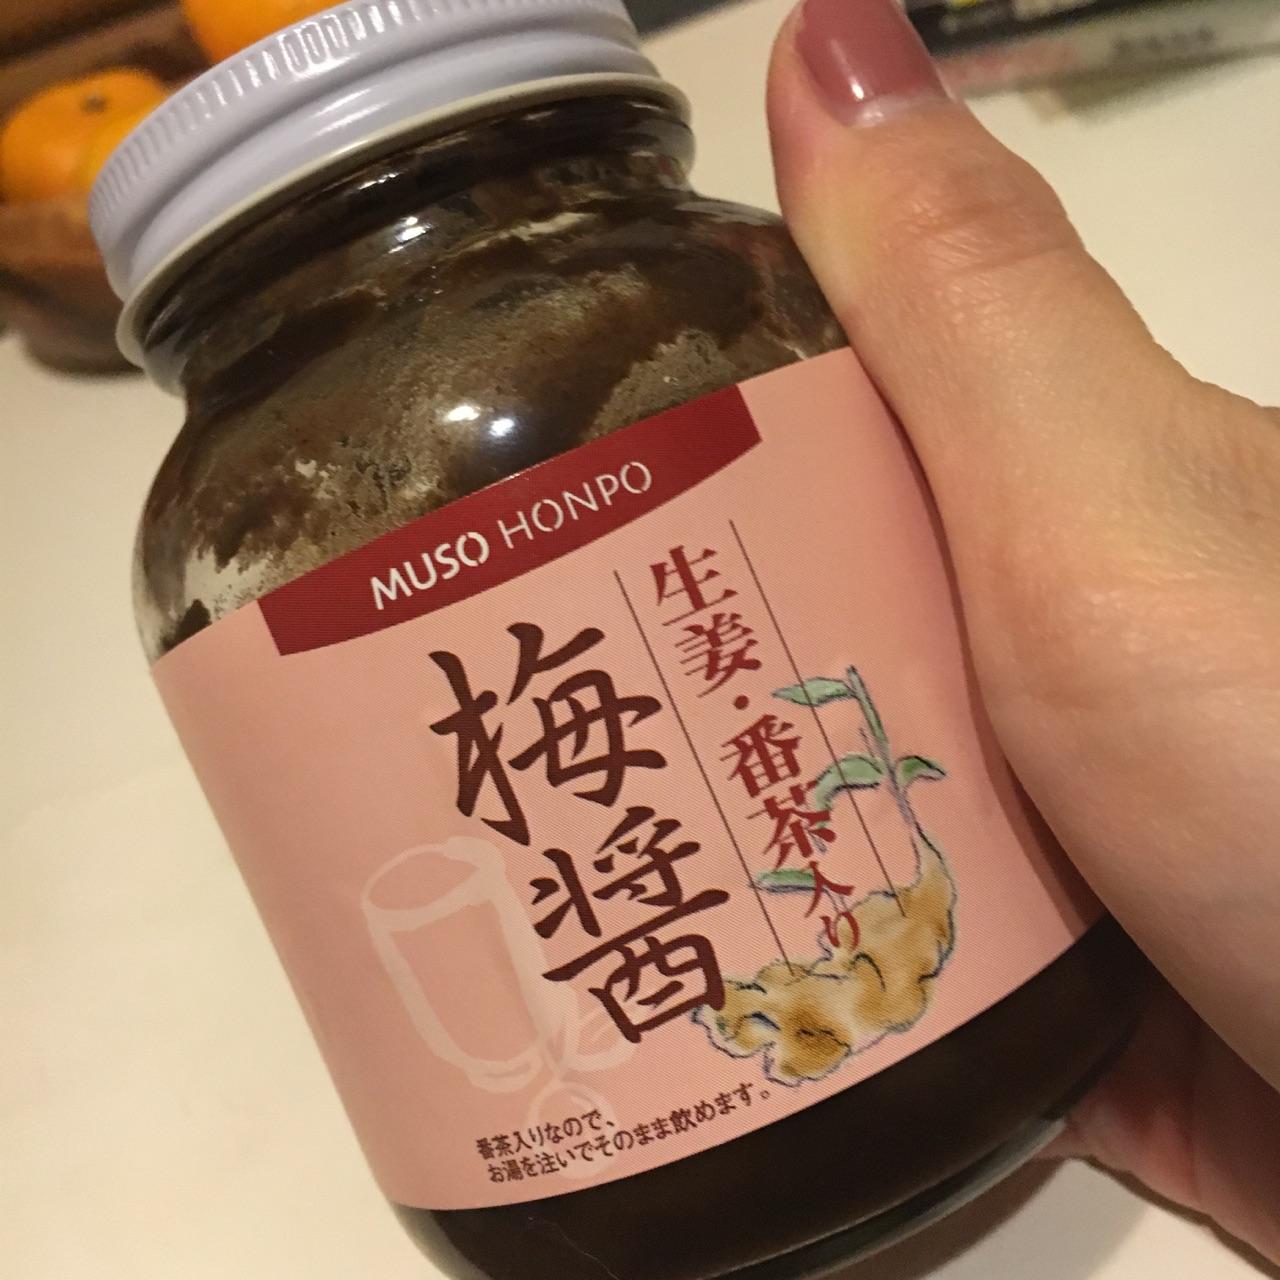 MUSO HONPO
生姜・番茶入り
梅醤
番茶入りなので、
お湯を注いでそのまま飲めます。